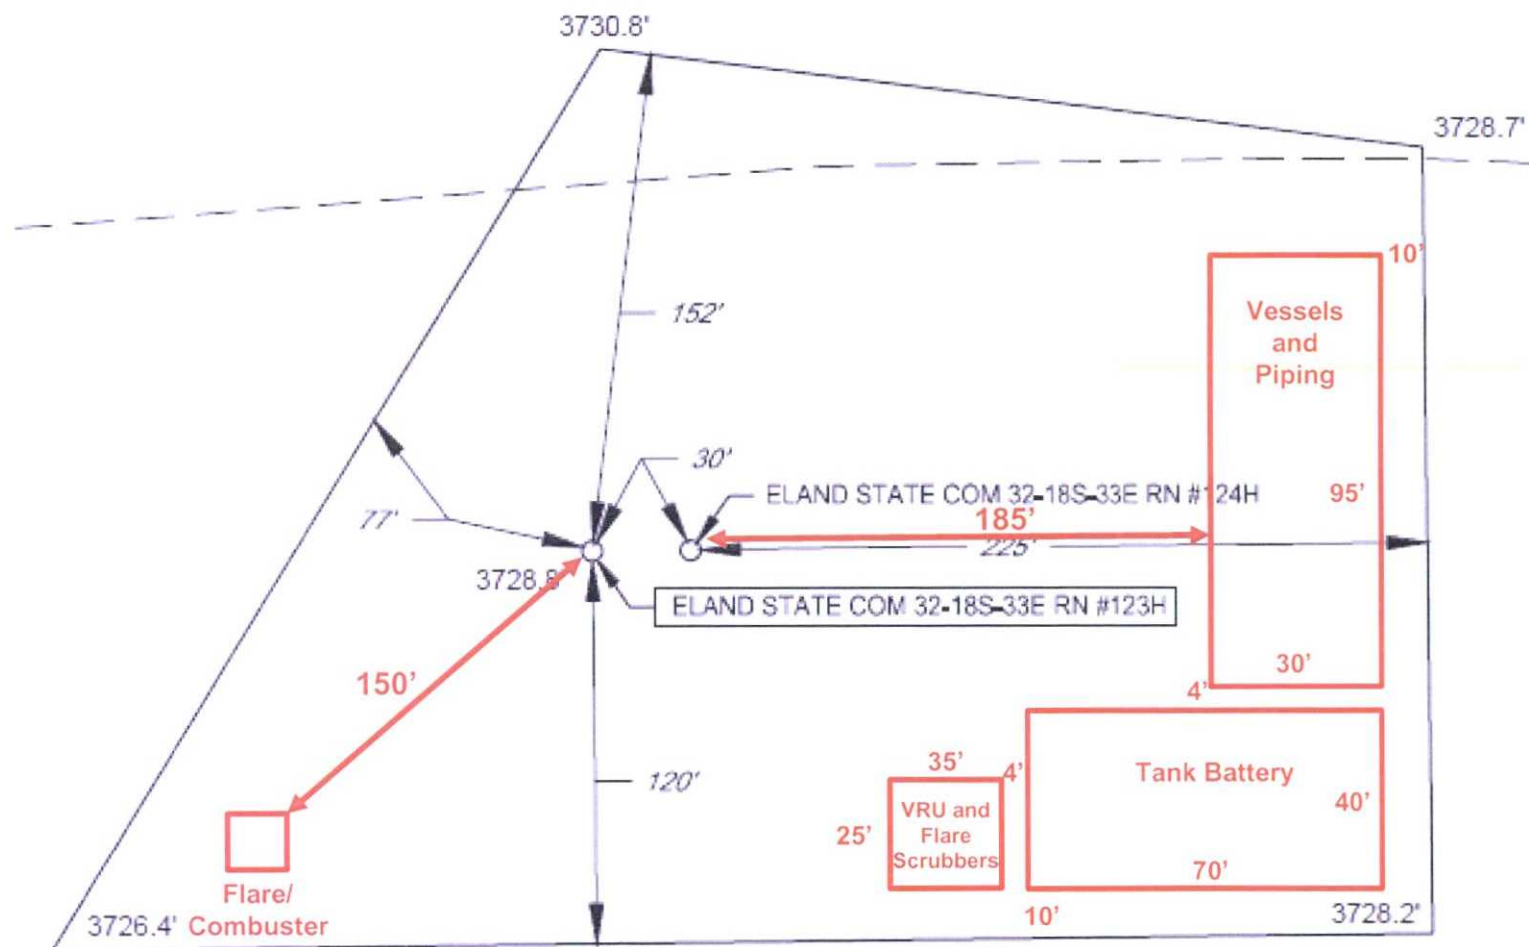 3730.8'
3728.7'
10'
Vessels
and
Piping
152'
30'
ELAND STATE COM 32-18S-33E RN #124H
95'
77'
185'
225'
3728.8
ELAND STATE COM 32-18S-33E RN #123H
30'
150'
4'
35'
4'
Tank Battery
120'
40'
VRU and
Flare
Scrubbers
25'
70'
Flare/
Combuster
3726.4'
10'
3728.2'